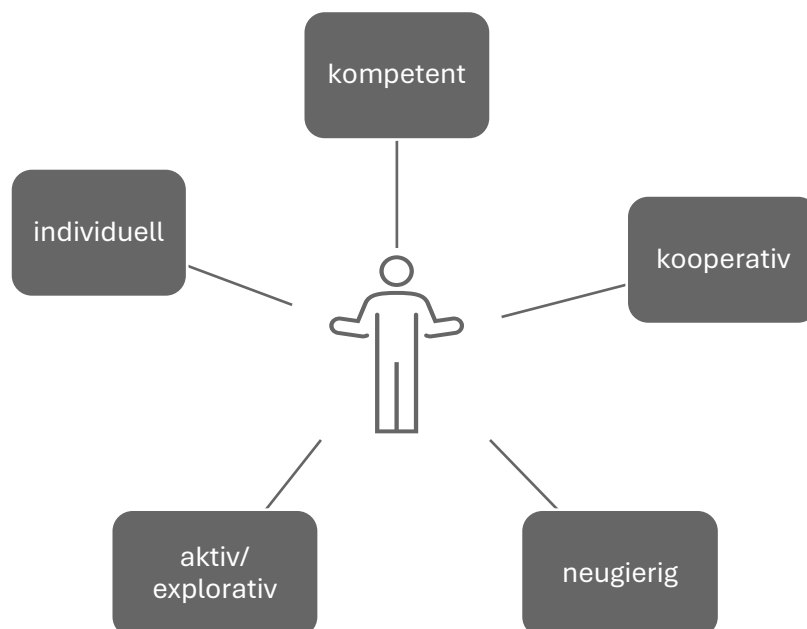 kompetent
individuell
kooperativ
aktiv/
explorativ
neugierig